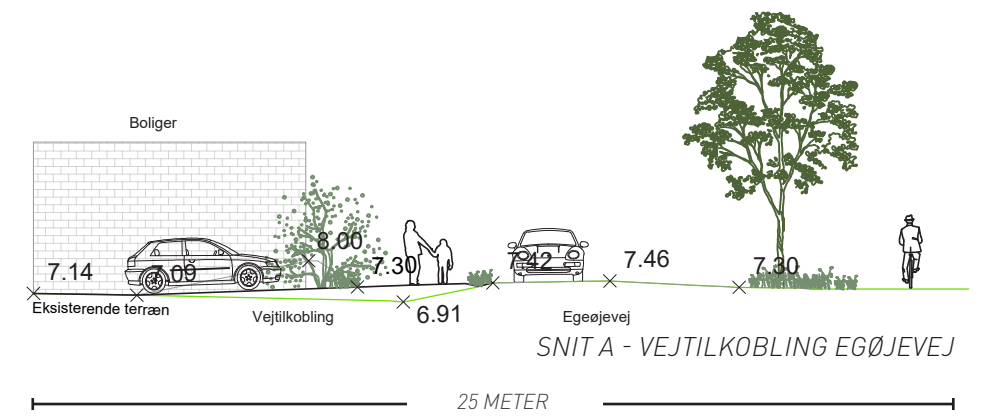 Boliger
8.00
7.14
7.09
7.30
7.42
7.46
7.30
Eksisterende terræn
Vejtilkobling
6.91
Egeøjevej
SNIT A - VEJTILKOBLING EGØJEVEJ
25 METER